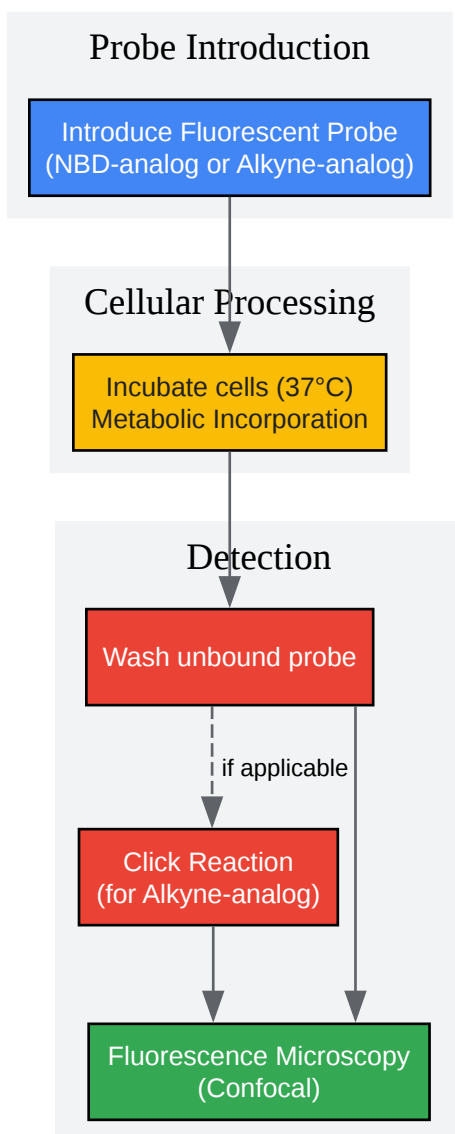 Probe Introduction
Introduce Fluorescent Probe
(NBD-analog or Alkyne-analog)
Cellular Processing
Incubate cells (37°C)
Metabolic Incorporation
Detection
Wash unbound probe
if applicable
Click Reaction
(for Alkyne-analog)
Fluorescence Microscopy
(Confocal)